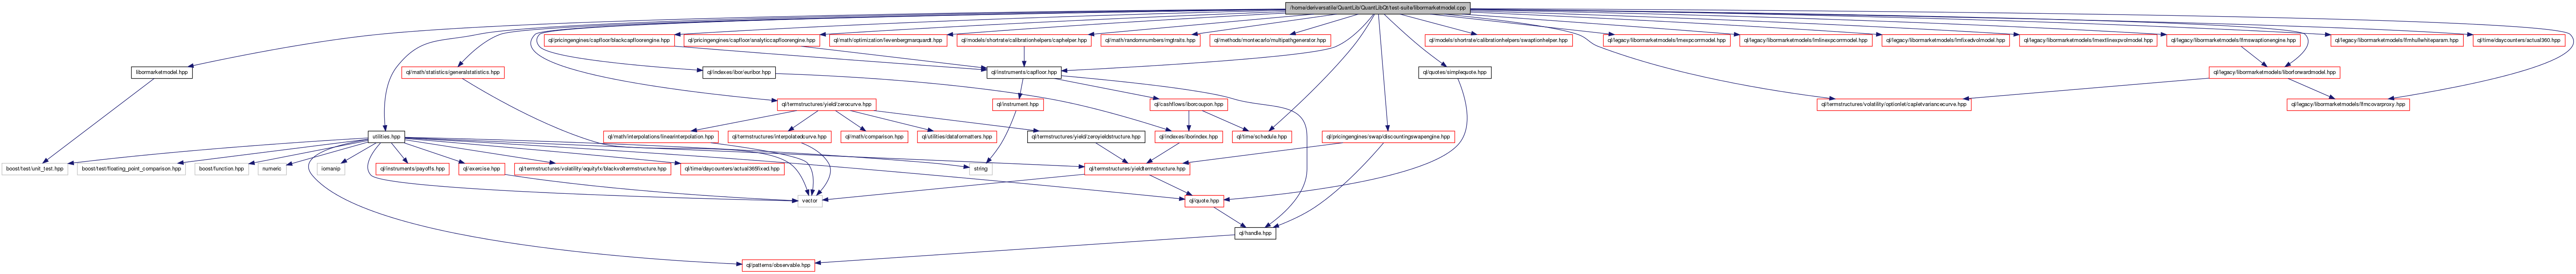 /home/deriversatile/QuantLib/QuantLibQt/test-suite/libormarketmodel.cpp
ql/pricingengines/capfloor/blackcapfloorengine.hpp
ql/pricingengines/capfloor/analyticcapfloorengine.hpp
ql/math/optimization/levenbergmarquardt.hpp
ql/models/shortrate/calibrationhelpers/caphelper.hpp
ql/math/randomnumbers/rngtraits.hpp
ql/methods/montecarlo/multipathgenerator.hpp
ql/models/shortrate/calibrationhelpers/swaptionhelper.hpp
ql/legacy/libormarketmodels/lmexpcorrmodel.hpp
ql/legacy/libormarketmodels/lmlinexpcorrmodel.hpp
ql/legacy/libormarketmodels/lmfixedvolmodel.hpp
ql/legacy/libormarketmodels/lmextlinexpvolmodel.hpp
ql/legacy/libormarketmodels/lfmswaptionengine.hpp
ql/legacy/libormarketmodels/lfmhullwhiteparam.hpp
ql/time/daycounters/actual360.hpp
libormarketmodel.hpp
ql/math/statistics/generalstatistics.hpp
ql/indexes/ibor/euribor.hpp
ql/instruments/capfloor.hpp
ql/quotes/simplequote.hpp
ql/legacy/libormarketmodels/liborforwardmodel.hpp
ql/termstructures/yield/zerocurve.hpp
ql/instrument.hpp
ql/cashflows/iborcoupon.hpp
ql/termstructures/volatility/optionlet/capletvariancecurve.hpp
ql/legacy/libormarketmodels/lfmcovarproxy.hpp
utilities.hpp
ql/math/interpolations/linearinterpolation.hpp
ql/termstructures/interpolatedcurve.hpp
ql/math/comparison.hpp
ql/utilities/dataformatters.hpp
ql/termstructures/yield/zeroyieldstructure.hpp
ql/indexes/iborindex.hpp
ql/time/schedule.hpp
ql/pricingengines/swap/discountingswapengine.hpp
boost/test/unit_test.hpp
boost/test/floating_point_comparison.hpp
boost/function.hpp
numeric
iomanip
ql/instruments/payoffs.hpp
ql/exercise.hpp
ql/termstructures/volatility/equityfx/blackvoltermstructure.hpp
ql/time/daycounters/actual365fixed.hpp
string
ql/termstructures/yieldtermstructure.hpp
vector
ql/quote.hpp
ql/handle.hpp
ql/patterns/observable.hpp